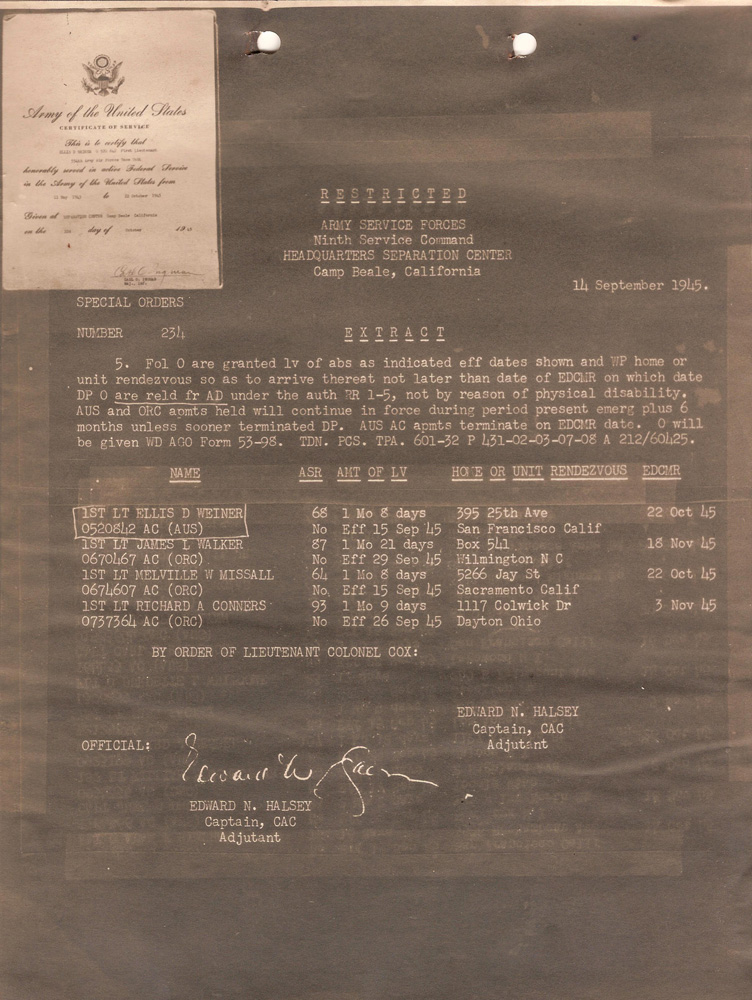 Army of the United States
CERTIFICATE OF SERVICE
This is to certify that
ELLIS D WEINER First Lieutenant
honorably served in active Federal Service
in the Army of the United States from
to
Given at SEPARATION CENTER Camp Beale California
on the day of October 19
RESTRICTED
ARMY SERVICE FORCES
Ninth Service Command
HEADQUARTERS SEPARATION CENTER
Camp Beale, California
14 September 1945.
SPECIAL ORDERS
NUMBER 234
EXTRACT
5. Fol O are granted lv of abs as indicated eff dates shown and WP home or
unit rendezvous so as to arrive thereat not later than date of EDCMR on which date
DP O are reld fr AD under the auth RR 1-5, not by reason of physical disability.
AUS and ORC apmts held will continue in force during period present emerg plus 6
months unless sooner terminated DP. AUS AC apmts terminate on EDCMR date. O will
be given WD AGO Form 53-98. TDN. PCS. TPA. 601-32 P 431-02-03-07-08 A 212/60425.
NAME ASR AMT OF LV HOME OR UNIT RENDEZVOUS EDCMR
1ST LT ELLIS D WEINER 68 1 Mo 8 days 395 25th Ave 22 Oct 45
0520842 AC (AUS) No Eff 15 Sep 45 San Francisco Calif
1ST LT JAMES L WALKER 87 1 Mo 21 days Box 541 18 Nov 45
0670467 AC (ORC) No Eff 29 Sep 45 Wilmington N C
1ST LT MELVILLE W MISSALL 64 1 Mo 8 days 5266 Jay St 22 Oct 45
0674607 AC (ORC) No Eff 15 Sep 45 Sacramento Calif
1ST LT RICHARD A CONNERS 93 1 Mo 9 days 1117 Colwick Dr 3 Nov 45
0737364 AC (ORC) No Eff 26 Sep 45 Dayton Ohio
BY ORDER OF LIEUTENANT COLONEL COX:
EDWARD N. HALSEY
Captain, CAC
Adjutant
OFFICIAL:
EDWARD N. HALSEY
Captain, CAC
Adjutant